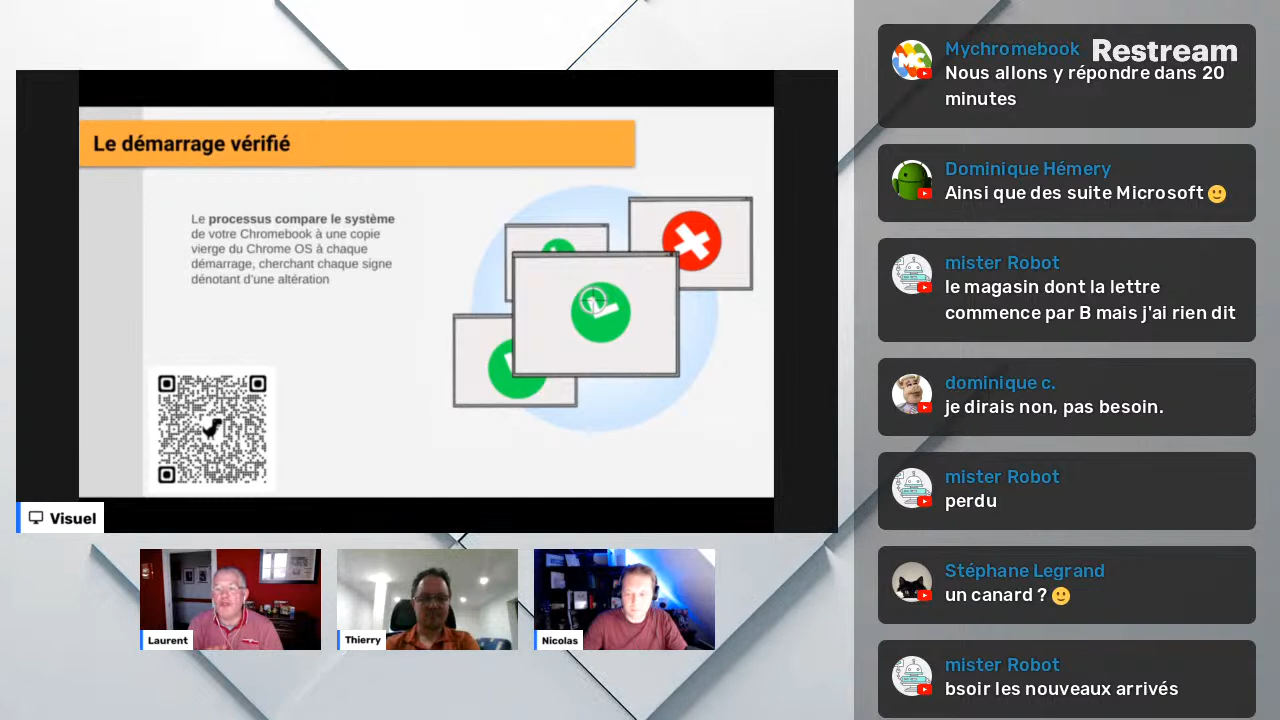 Le démarrage vérifié
Le processus compare le système
de votre Chromebook à une copie
vierge du Chrome OS à chaque
démarrage, cherchant chaque signe
dénotant d'une altération
Visuel
Laurent
Thierry
Nicolas
Restream
Mychromebook
Nous allons y répondre dans 20
minutes
Dominique Hémery
Ainsi que des suite Microsoft 🙂
mister Robot
le magasin dont la lettre
commence par B mais j'ai rien dit
dominique c.
je dirais non, pas besoin.
mister Robot
perdu
Stéphane Legrand
un canard ? 🙂
mister Robot
bsoir les nouveaux arrivés